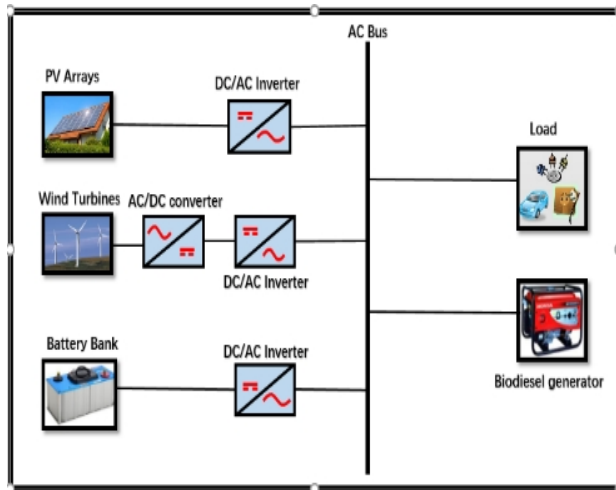 AC Bus
PV Arrays
DC/AC Inverter
Load
Wind Turbines
AC/DC converter
DC/AC Inverter
Battery Bank
DC/AC Inverter
Biodiesel generator